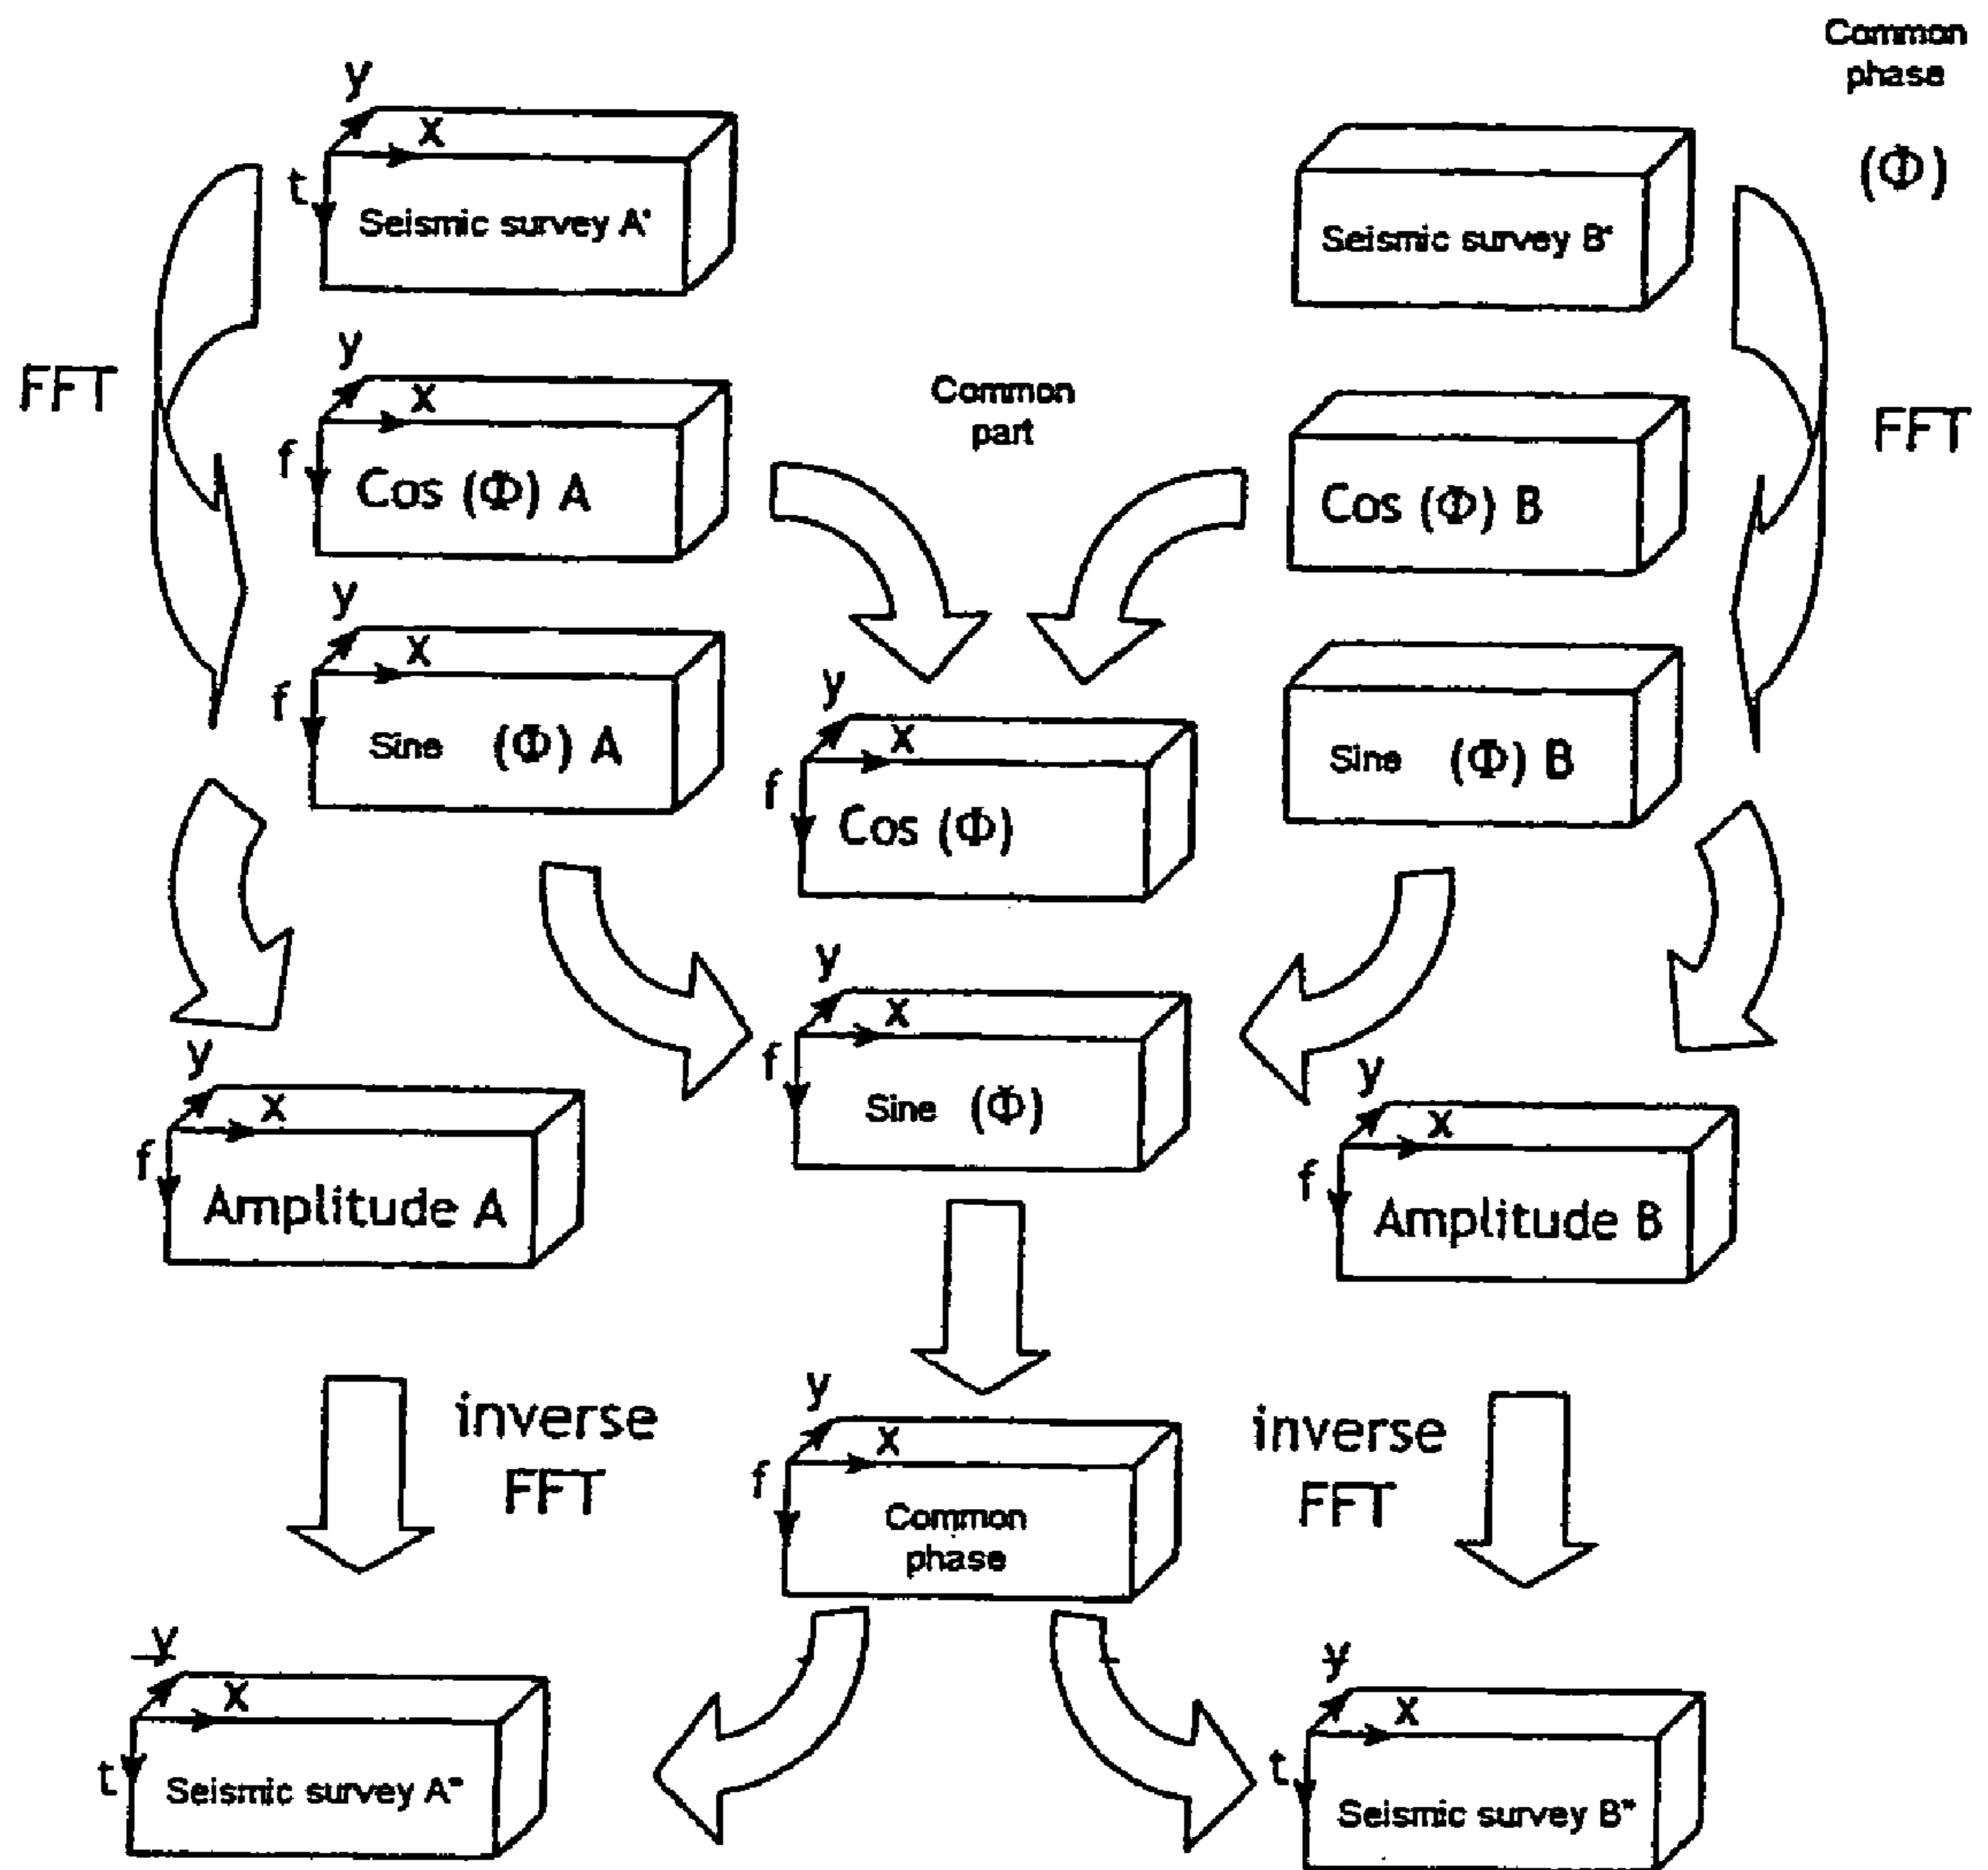 Common
phase
(Φ)
y
x
t
Seismic survey A'
Seismic survey B'
FFT
y
x
f
Cos (Φ) A
Common
part
Cos (Φ) B
FFT
y
x
f
Sine (Φ) A
y
x
f
Cos (Φ)
Sine (Φ) B
y
x
f
Sine (Φ)
y
x
f
Amplitude A
y
x
f
Amplitude B
inverse
FFT
y
x
f
Common
phase
inverse
FFT
y
x
t
Seismic survey A"
y
x
t
Seismic survey B"